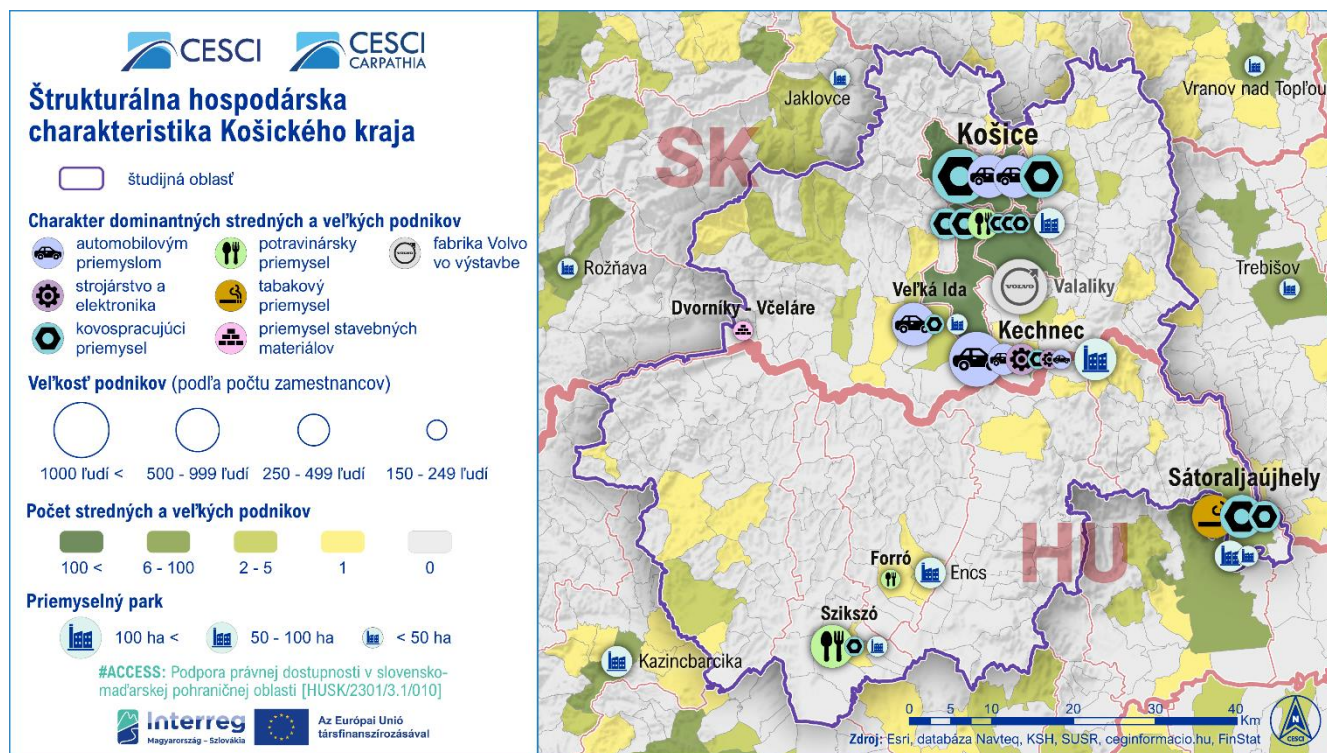 CESCI
CESCI
CARPATHIA
Štrukturálna hospodárska
charakteristika Košického kraja
študijná oblasť
Charakter dominantných stredných a veľkých podnikov
automobilovým
priemyslom
potravinársky
priemysel
fabrika Volvo
vo výstavbe
strojárstvo a
elektronika
tabakový
priemysel
kovospracujúci
priemysel
priemysel stavebných
materiálov
Veľkosť podnikov (podľa počtu zamestnancov)
1000 ľudí <
500 - 999 ľudí
250 - 499 ľudí
150 - 249 ľudí
Počet stredných a veľkých podnikov
100 <
6 - 100
2 - 5
1
0
Priemyselný park
100 ha <
50 - 100 ha
< 50 ha
#ACCESS: Podpora právnej dostupnosti v slovensko-
maďarskej pohraničnej oblasti [HUSK/2301/3.1/010]
Interreg
Magyarország - Szlovákia
Az Európai Unió
társfinanszírozásával
Jaklovce
Vranov nad Topľou
Košice
SK
Rožňava
Trebišov
Veľká Ida
VOLVO
Valaliky
Dvorníky - Včeláre
Kechnec
Sátoraljaújhely
HU
Forró
Encs
Szikszó
Kazincbarcika
0 5 10 20 30 40
Km
N
CESCI
Zdroj: Esri, databáza Navteq, KSH, SUSR, ceginformacio.hu, FinStat